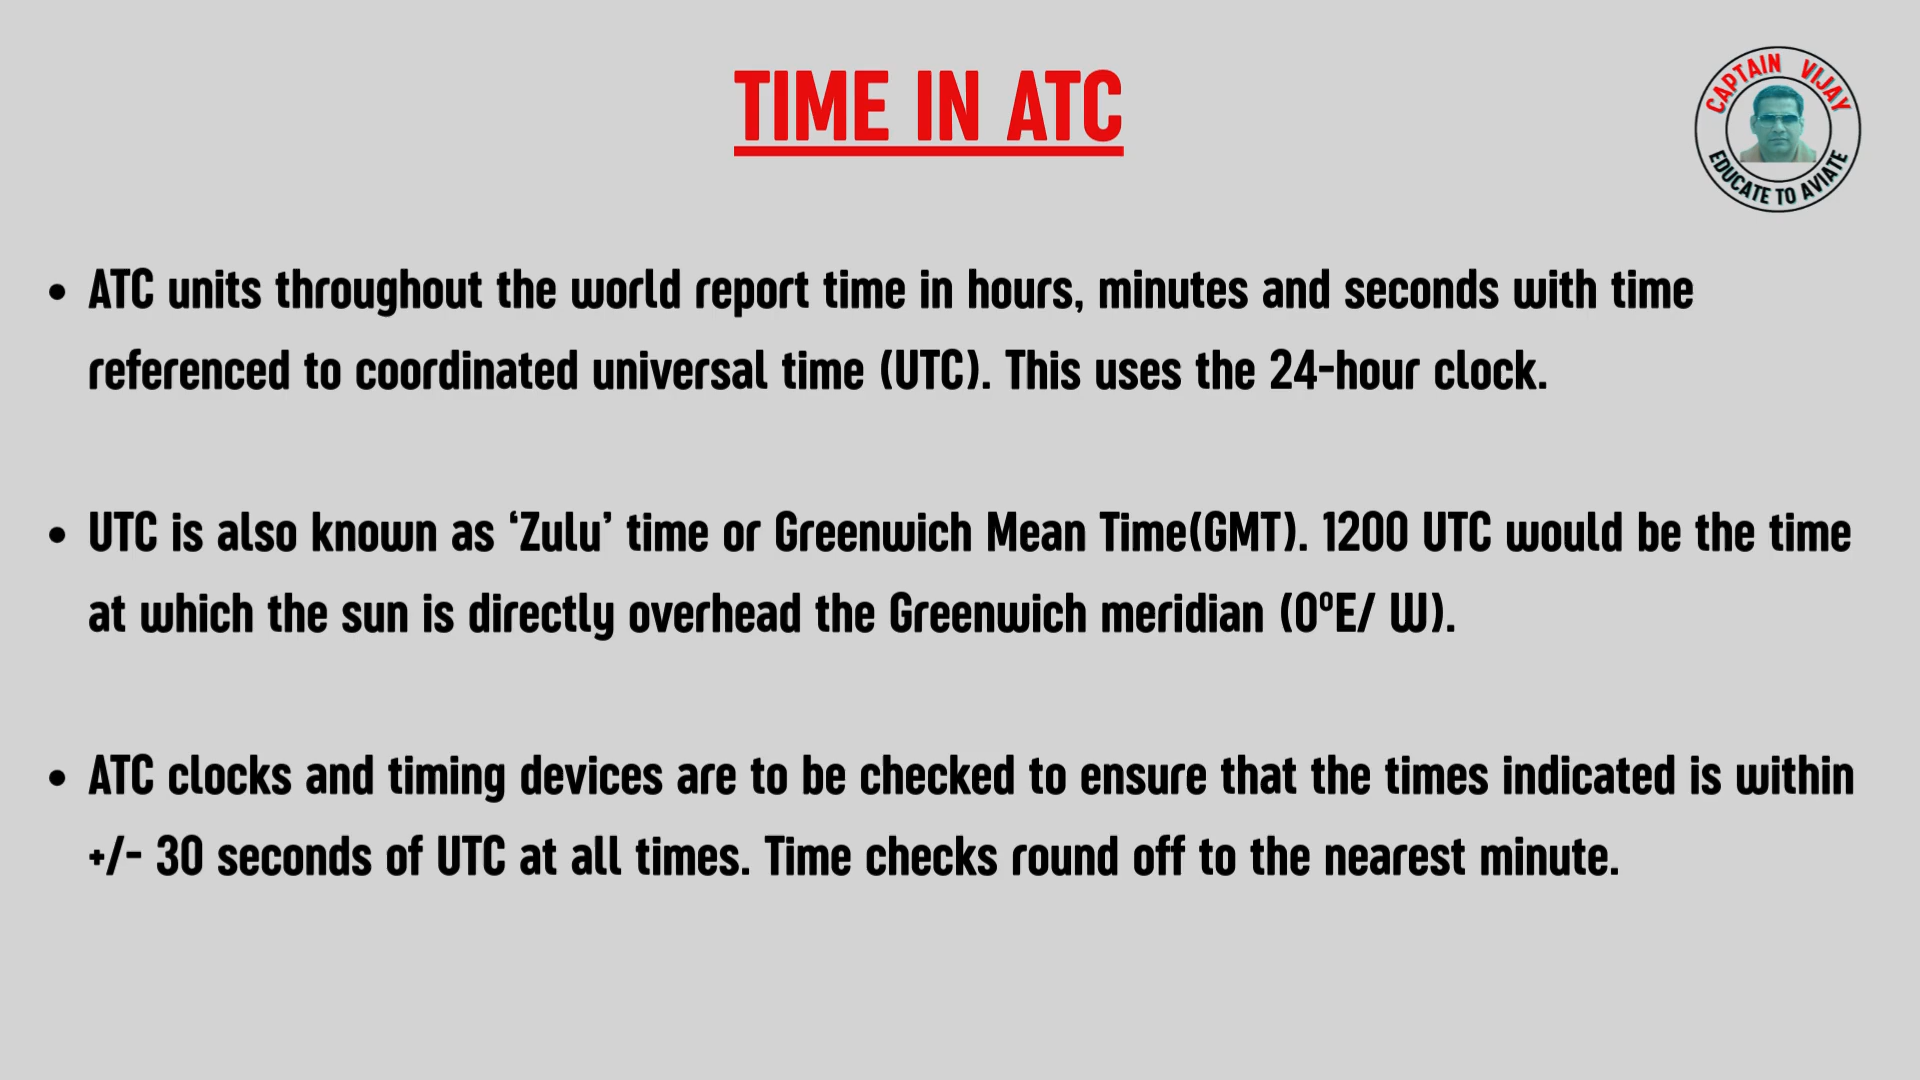 TIME IN ATC
CAPTAIN VIJAY
EDUCATE TO AVIATE
• ATC units throughout the world report time in hours, minutes and seconds with time
referenced to coordinated universal time (UTC). This uses the 24-hour clock.
• UTC is also known as ‘Zulu’ time or Greenwich Mean Time(GMT). 1200 UTC would be the time
at which the sun is directly overhead the Greenwich meridian (0ºE/ W).
• ATC clocks and timing devices are to be checked to ensure that the times indicated is within
+/- 30 seconds of UTC at all times. Time checks round off to the nearest minute.